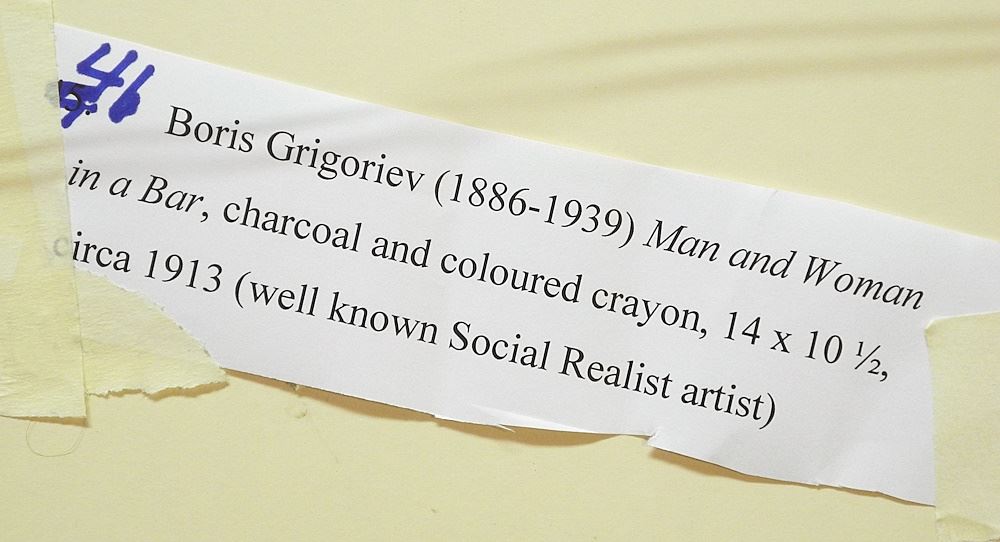 46
5.
Boris Grigoriev (1886-1939) Man and Woman
in a Bar, charcoal and coloured crayon, 14 x 10 ½,
circa 1913 (well known Social Realist artist)